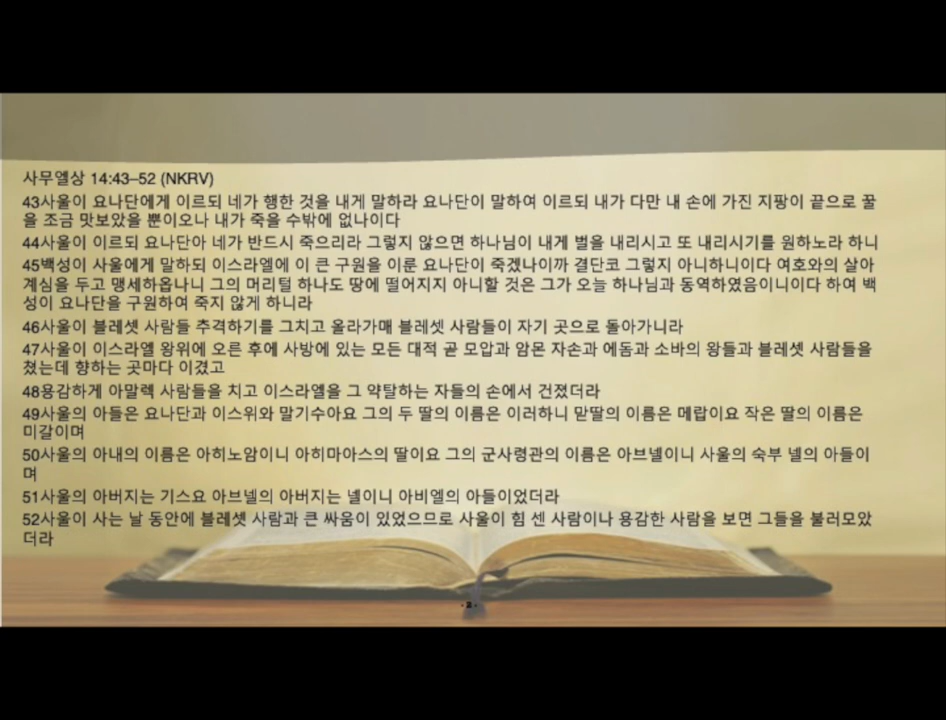 사무엘상 14:43–52 (NKRV)
43사울이 요나단에게 이르되 네가 행한 것을 내게 말하라 요나단이 말하여 이르되 내가 다만 내 손에 가진 지팡이 끝으로 꿀
을 조금 맛보았을 뿐이오나 내가 죽을 수밖에 없나이다
44사울이 이르되 요나단아 네가 반드시 죽으리라 그렇지 않으면 하나님이 내게 벌을 내리시고 또 내리시기를 원하노라 하니
45백성이 사울에게 말하되 이스라엘에 이 큰 구원을 이룬 요나단이 죽겠나이까 결단코 그렇지 아니하니이다 여호와의 살아
계심을 두고 맹세하옵나니 그의 머리털 하나도 땅에 떨어지지 아니할 것은 그가 오늘 하나님과 동역하였음이니이다 하여 백
성이 요나단을 구원하여 죽지 않게 하니라
46사울이 블레셋 사람들 추격하기를 그치고 올라가매 블레셋 사람들이 자기 곳으로 돌아가니라
47사울이 이스라엘 왕위에 오른 후에 사방에 있는 모든 대적 곧 모압과 암몬 자손과 에돔과 소바의 왕들과 블레셋 사람들을
쳤는데 향하는 곳마다 이겼고
48용감하게 아말렉 사람들을 치고 이스라엘을 그 약탈하는 자들의 손에서 건졌더라
49사울의 아들은 요나단과 이스위와 말기수아요 그의 두 딸의 이름은 이러하니 맏딸의 이름은 메랍이요 작은 딸의 이름은
미갈이며
50사울의 아내의 이름은 아히노암이니 아히마아스의 딸이요 그의 군사령관의 이름은 아브넬이니 사울의 숙부 넬의 아들이
며
51사울의 아버지는 기스요 아브넬의 아버지는 넬이니 아비엘의 아들이었더라
52사울이 사는 날 동안에 블레셋 사람과 큰 싸움이 있었으므로 사울이 힘 센 사람이나 용감한 사람을 보면 그들을 불러모았
더라